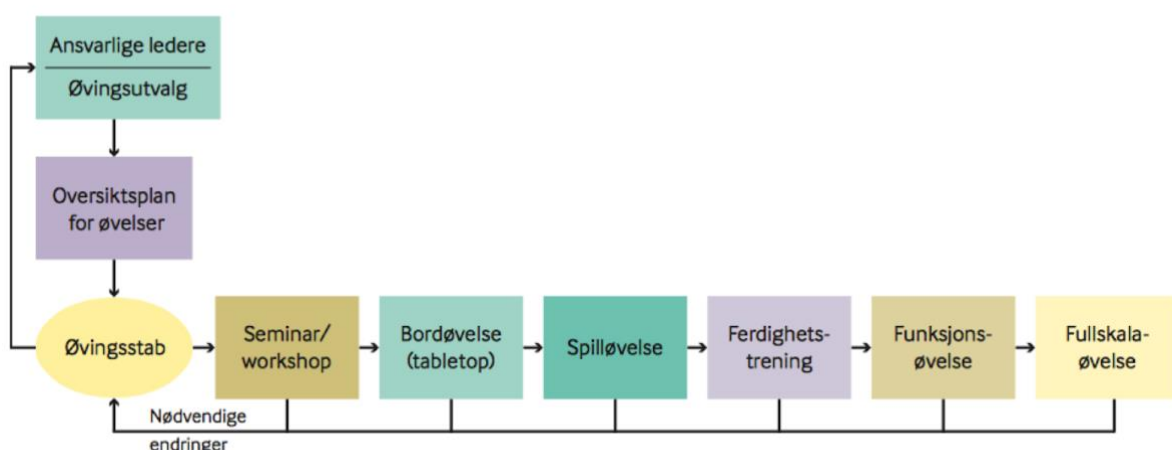 Ansvarlige ledere
Øvingsutvalg
Oversiktsplan
for øvelser
Øvingsstab
Seminar/
workshop
Bordøvelse
(tabletop)
Spilløvelse
Ferdighets-
trening
Funksjons-
øvelse
Fullskala-
øvelse
Nødvendige
endringer